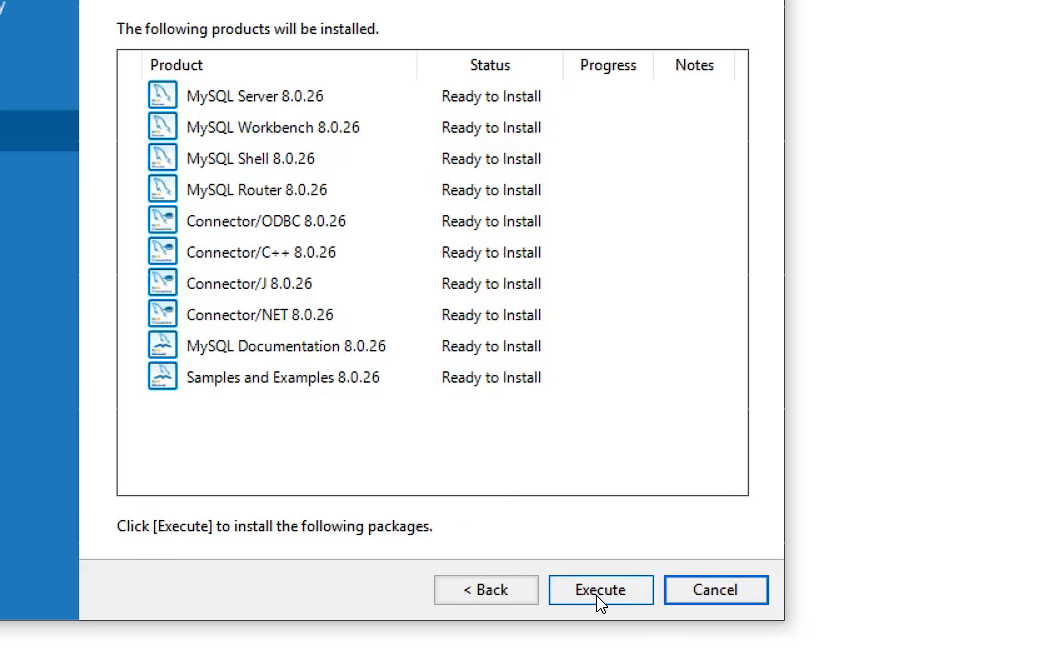 The following products will be installed.
Product Status Progress Notes
MySQL Server 8.0.26 Ready to Install
MySQL Workbench 8.0.26 Ready to Install
MySQL Shell 8.0.26 Ready to Install
MySQL Router 8.0.26 Ready to Install
Connector/ODBC 8.0.26 Ready to Install
Connector/C++ 8.0.26 Ready to Install
Connector/J 8.0.26 Ready to Install
Connector/NET 8.0.26 Ready to Install
MySQL Documentation 8.0.26 Ready to Install
Samples and Examples 8.0.26 Ready to Install
Click [Execute] to install the following packages.
< Back Execute Cancel